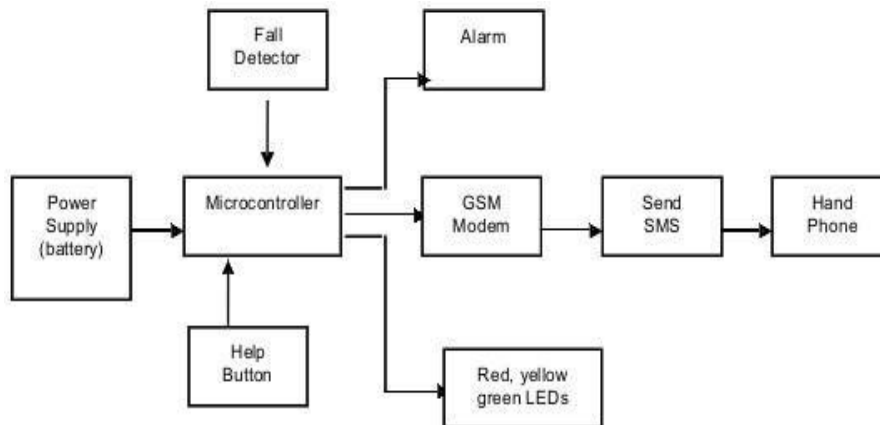 Fall
Detector
Alarm
Power
Supply
(battery)
Microcontroller
GSM
Modem
Send
SMS
Hand
Phone
Help
Button
Red, yellow
green LEDs